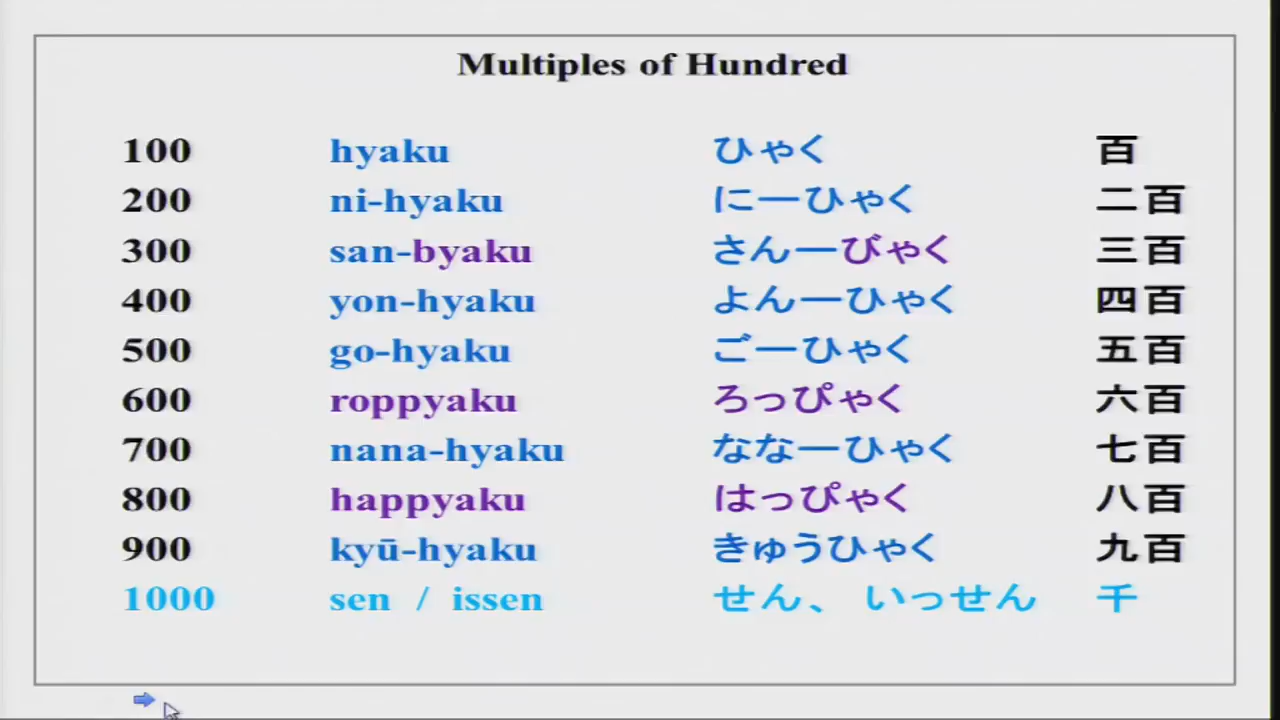 Multiples of Hundred
100 hyaku ひゃく 百
200 ni-hyaku に―ひゃく 二百
300 san-byaku さん―びゃく 三百
400 yon-hyaku よん―ひゃく 四百
500 go-hyaku ご―ひゃく 五百
600 roppyaku ろっぴゃく 六百
700 nana-hyaku なな―ひゃく 七百
800 happyaku はっぴゃく 八百
900 kyū-hyaku きゅうひゃく 九百
1000 sen / issen せん、 いっせん 千